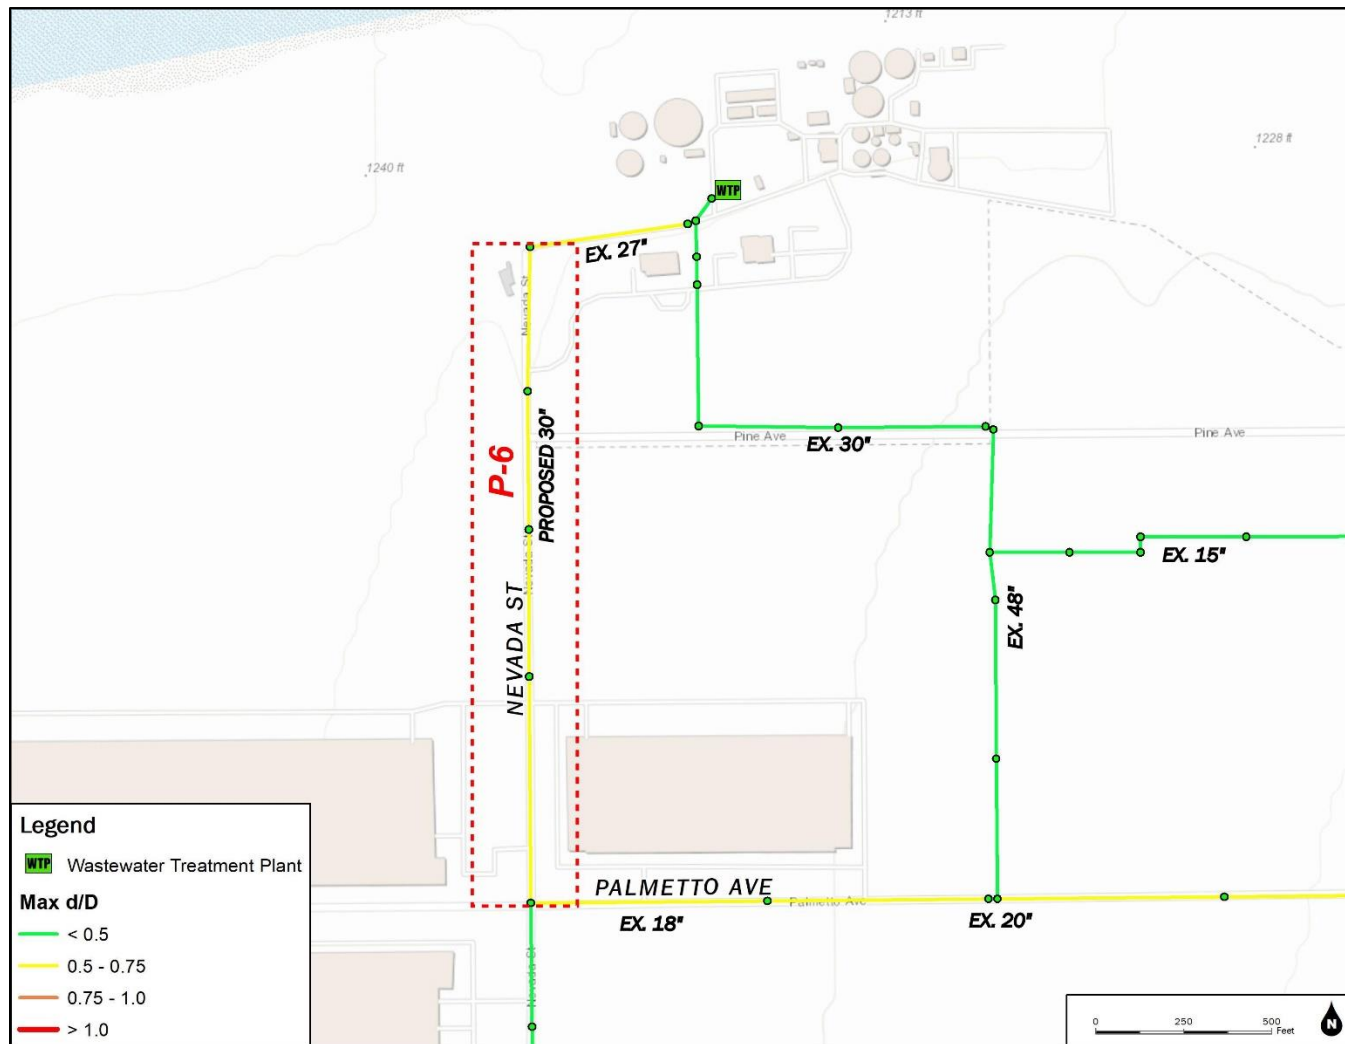 1213 ft
1228 ft
1240 ft
WTP
EX. 27"
Nevada St
P-6
PROPOSED 30"
Pine Ave
EX. 30"
Pine Ave
Nevada St
EX. 15"
NEVADA ST
EX. 48"
PALMETTO AVE
Palmetto Ave
EX. 18"
EX. 20"
Nevada St
Legend
WTP Wastewater Treatment Plant
Max d/D
< 0.5
0.5 - 0.75
0.75 - 1.0
> 1.0
0 250 500
Feet
N